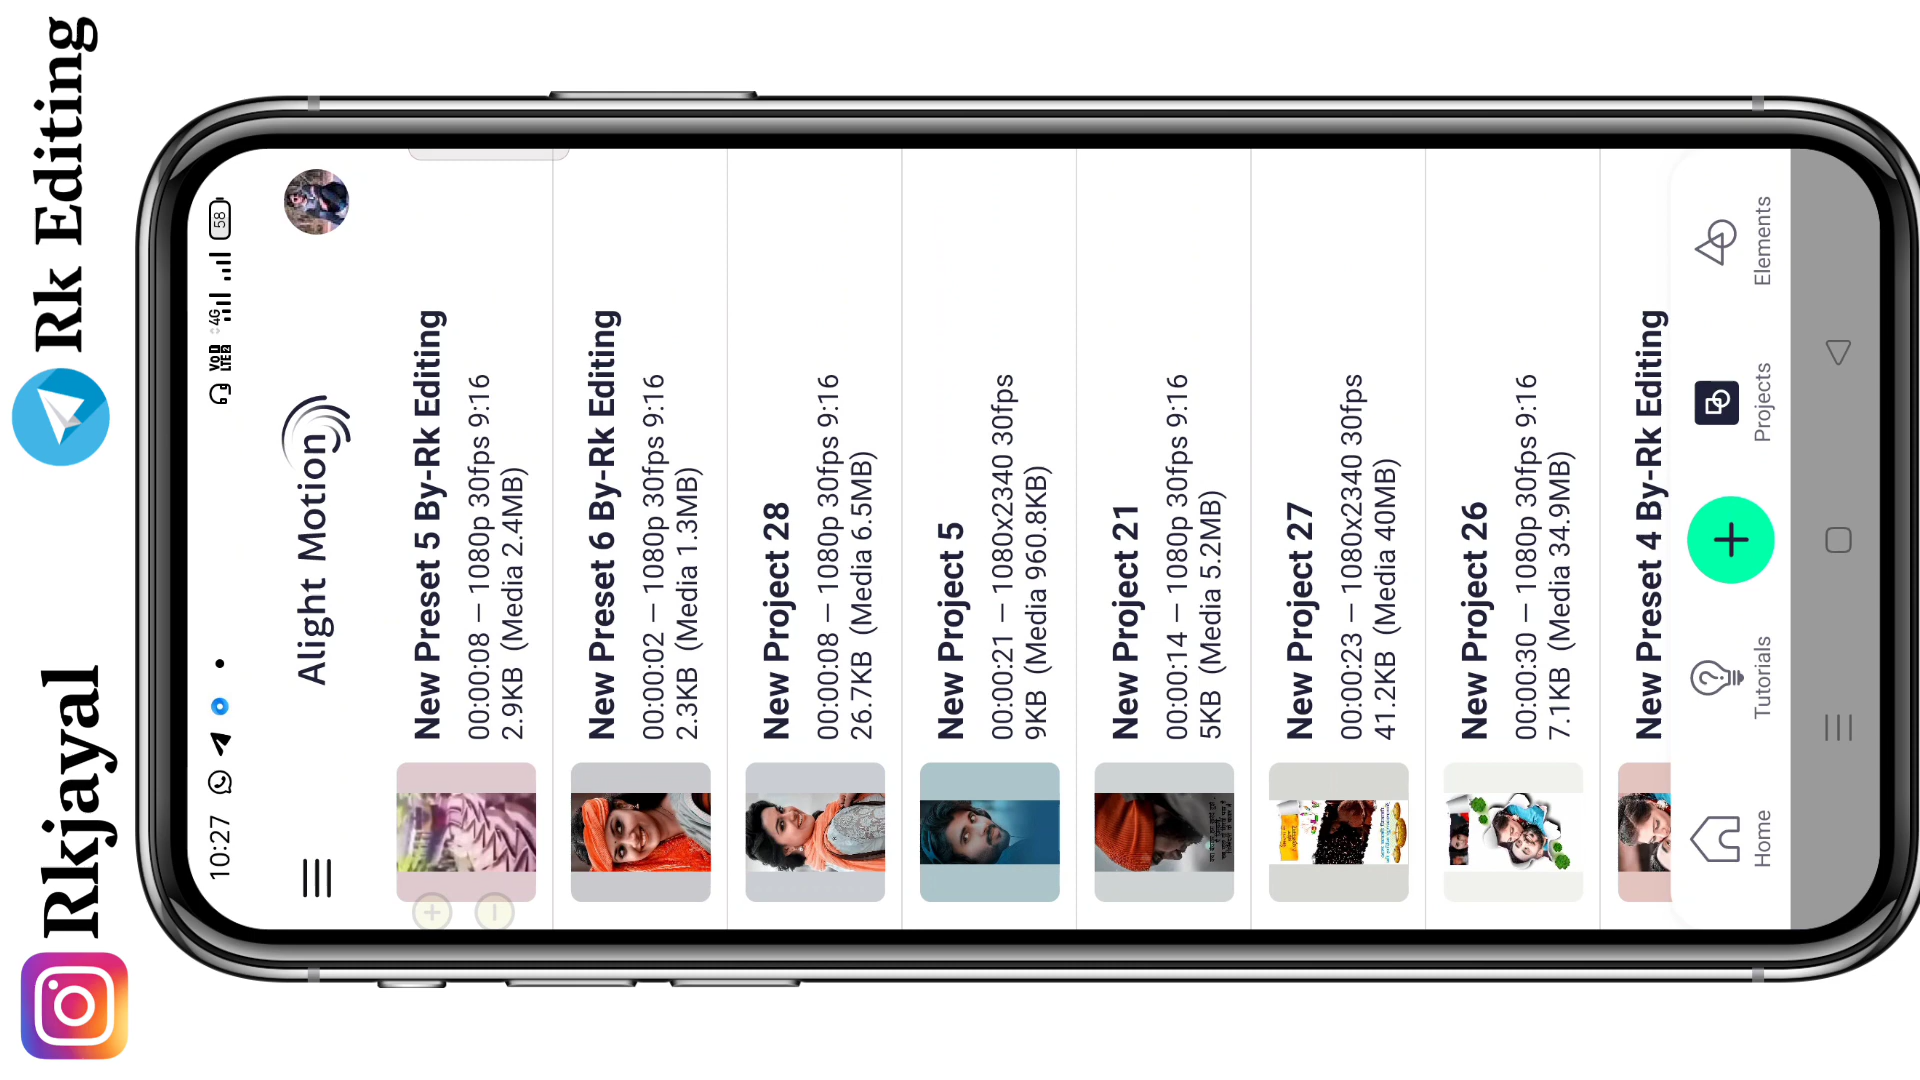 Rkjayal
Rk Editing
10:27
VoD
LTE2
4G
58
Alight Motion
New Preset 5 By-Rk Editing
00:00:08 — 1080p 30fps 9:16
2.9KB (Media 2.4MB)
New Preset 6 By-Rk Editing
00:00:02 — 1080p 30fps 9:16
2.3KB (Media 1.3MB)
New Project 28
00:00:08 — 1080p 30fps 9:16
26.7KB (Media 6.5MB)
New Project 5
00:00:21 — 1080x2340 30fps
9KB (Media 960.8KB)
New Project 21
00:00:14 — 1080p 30fps 9:16
5KB (Media 5.2MB)
New Project 27
00:00:23 — 1080x2340 30fps
41.2KB (Media 40MB)
New Project 26
00:00:30 — 1080p 30fps 9:16
7.1KB (Media 34.9MB)
New Preset 4 By-Rk Editing
Home
Tutorials
Projects
Elements